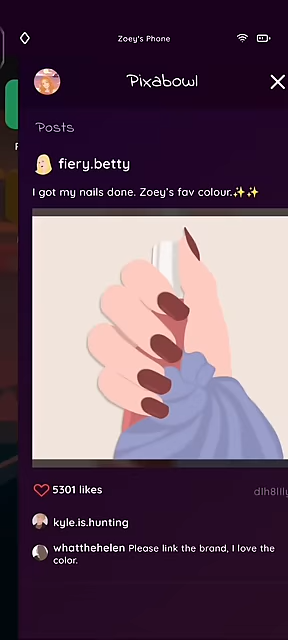 Zoey's Phone
Pixabowl
Posts
fiery.betty
I got my nails done. Zoey's fav colour.✨✨
5301 likes
kyle.is.hunting
whatthehelen Please link the brand, I love the
color.